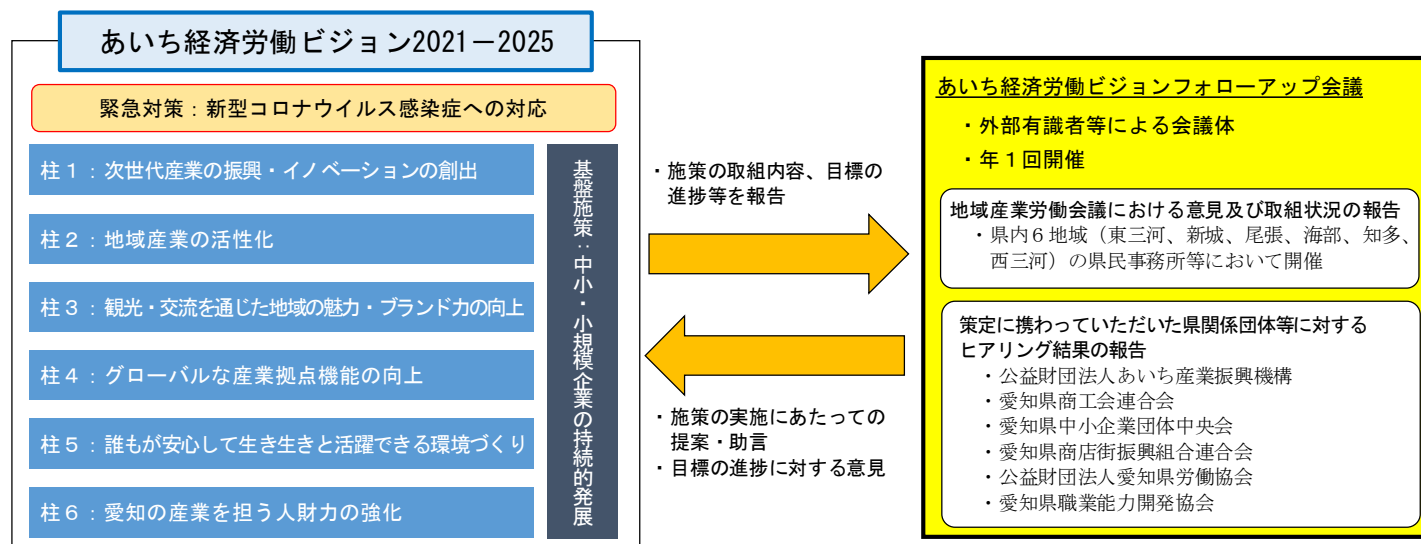 あいち経済労働ビジョン2021－2025
緊急対策：新型コロナウイルス感染症への対応
柱１：次世代産業の振興・イノベーションの創出
柱２：地域産業の活性化
柱３：観光・交流を通じた地域の魅力・ブランド力の向上
柱４：グローバルな産業拠点機能の向上
柱５：誰もが安心して生き生きと活躍できる環境づくり
柱６：愛知の産業を担う人財力の強化
基盤施策：中小・小規模企業の持続的発展
・施策の取組内容、目標の
進捗等を報告
・施策の実施にあたっての
提案・助言
・目標の進捗に対する意見
あいち経済労働ビジョンフォローアップ会議
・外部有識者等による会議体
・年１回開催
地域産業労働会議における意見及び取組状況の報告
・県内６地域（東三河、新城、尾張、海部、知多、
西三河）の県民事務所等において開催
策定に携わっていただいた県関係団体等に対する
ヒアリング結果の報告
・公益財団法人あいち産業振興機構
・愛知県商工会連合会
・愛知県中小企業団体中央会
・愛知県商店街振興組合連合会
・公益財団法人愛知県労働協会
・愛知県職業能力開発協会